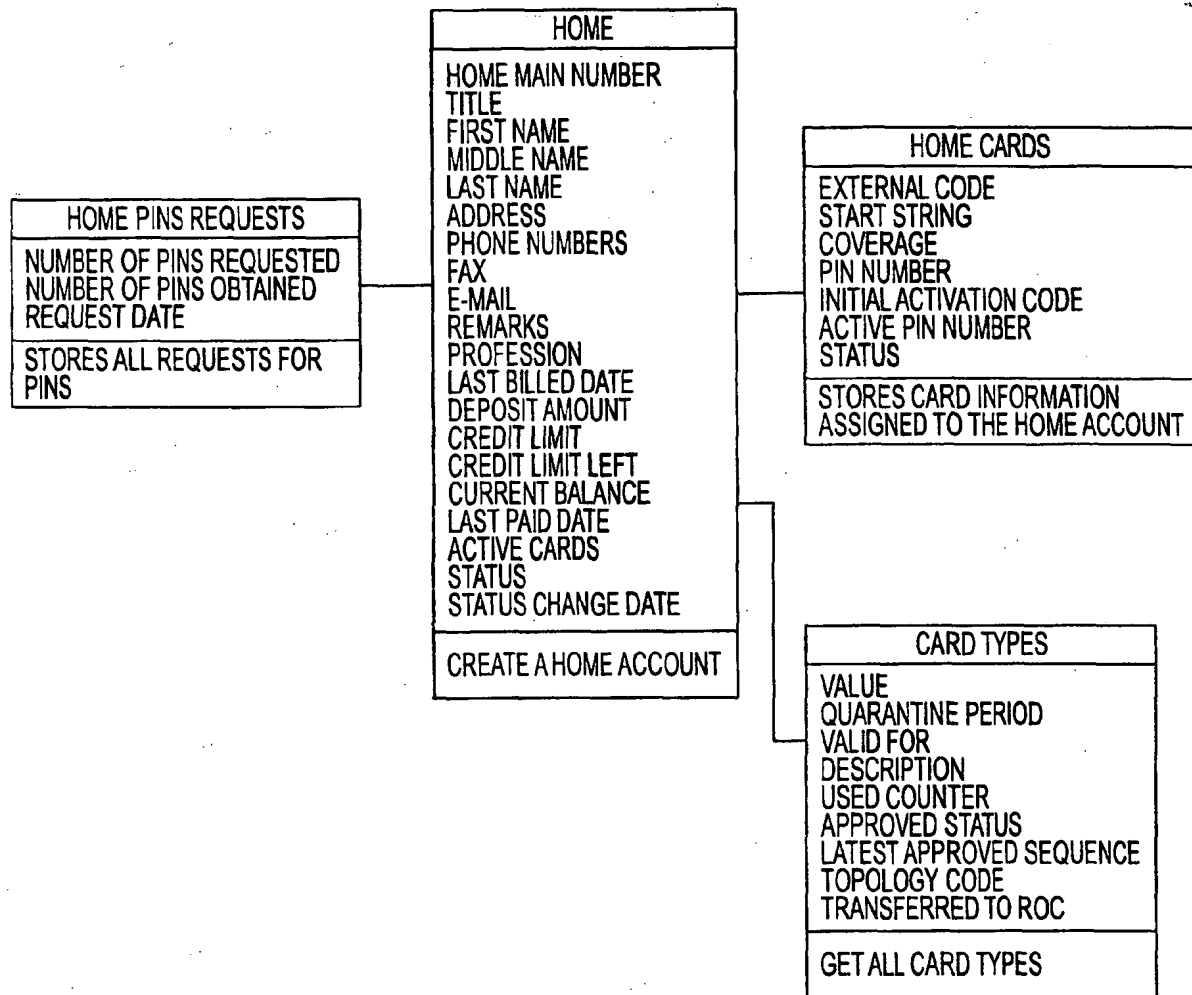 HOME
HOME MAIN NUMBER
TITLE
FIRST NAME
MIDDLE NAME
LAST NAME
ADDRESS
PHONE NUMBERS
FAX
E-MAIL
REMARKS
PROFESSION
LAST BILLED DATE
DEPOSIT AMOUNT
CREDIT LIMIT
CREDIT LIMIT LEFT
CURRENT BALANCE
LAST PAID DATE
ACTIVE CARDS
STATUS
STATUS CHANGE DATE
CREATE A HOME ACCOUNT
HOME PINS REQUESTS
NUMBER OF PINS REQUESTED
NUMBER OF PINS OBTAINED
REQUEST DATE
STORES ALL REQUESTS FOR
PINS
HOME CARDS
EXTERNAL CODE
START STRING
COVERAGE
PIN NUMBER
INITIAL ACTIVATION CODE
ACTIVE PIN NUMBER
STATUS
STORES CARD INFORMATION
ASSIGNED TO THE HOME ACCOUNT
CARD TYPES
VALUE
QUARANTINE PERIOD
VALID FOR
DESCRIPTION
USED COUNTER
APPROVED STATUS
LATEST APPROVED SEQUENCE
TOPOLOGY CODE
TRANSFERRED TO ROC
GET ALL CARD TYPES